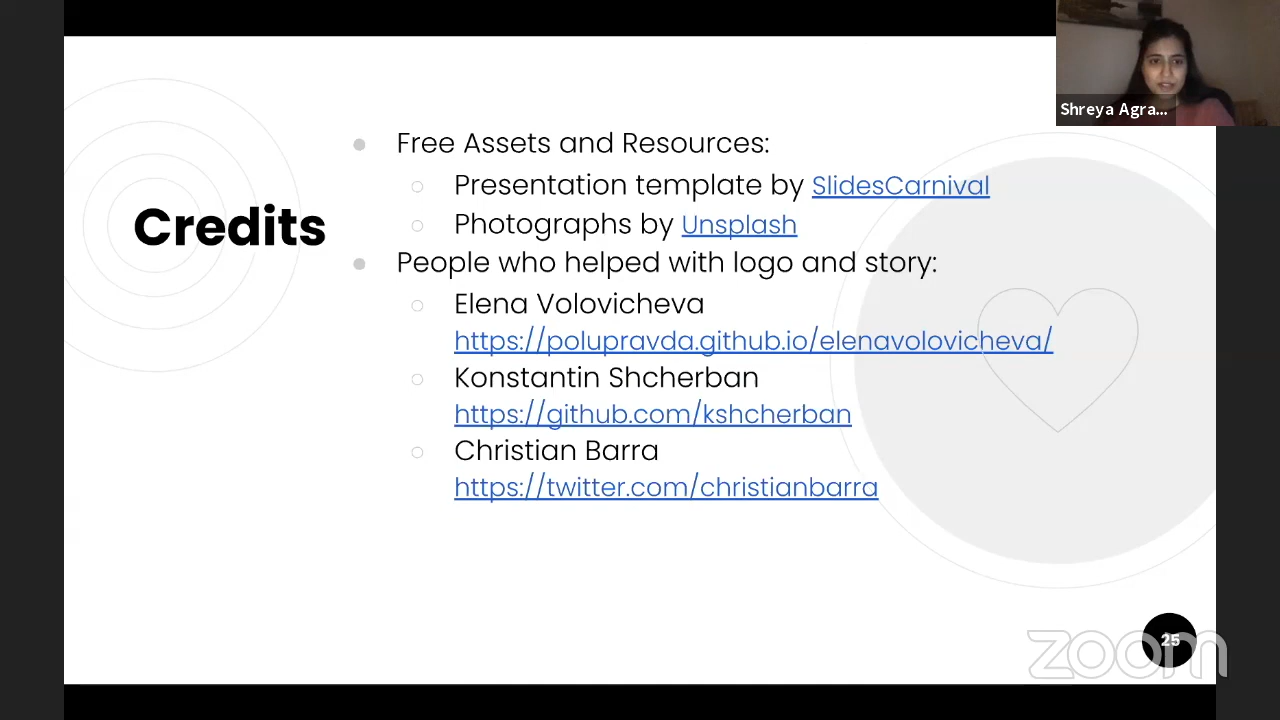 Shreya Agra...
Credits
Free Assets and Resources:
Presentation template by SlidesCarnival
Photographs by Unsplash
People who helped with logo and story:
Elena Volovicheva
https://polupravda.github.io/elenavolovicheva/
Konstantin Shcherban
https://github.com/kshcherban
Christian Barra
https://twitter.com/christianbarra
25
zoom